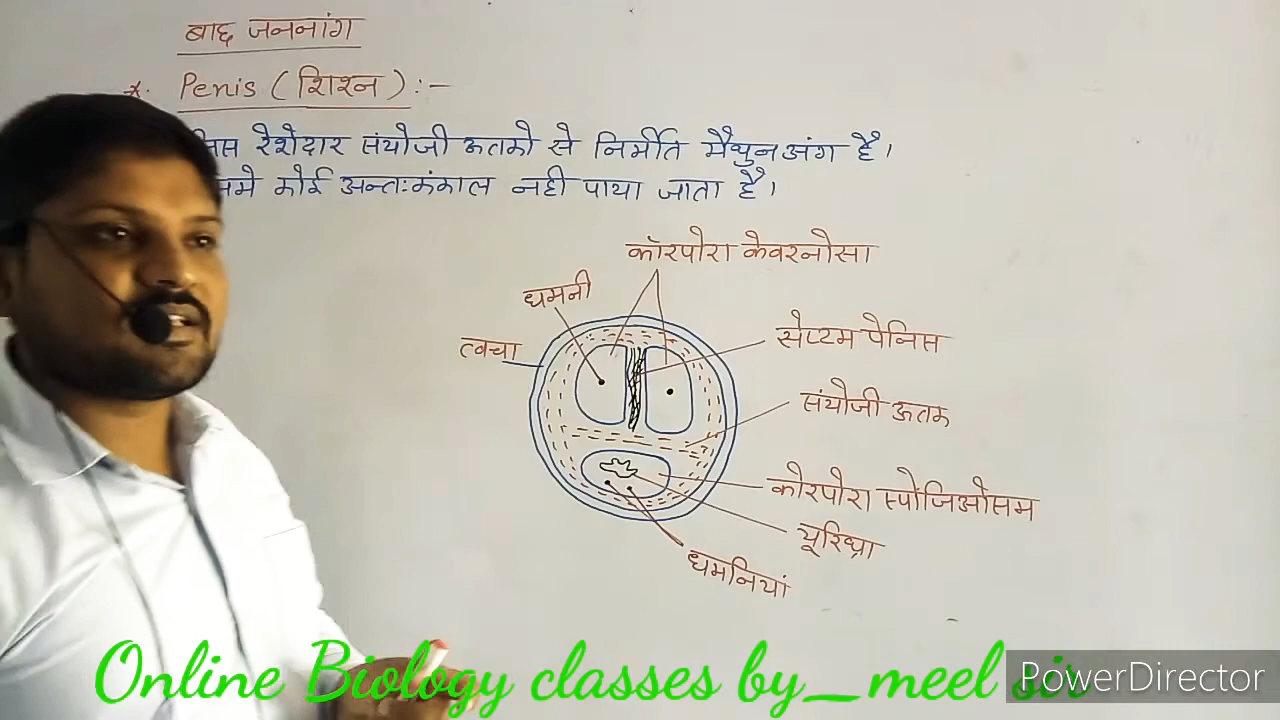 बाह्य जननांग
*. Penis (शिश्न) :-
रेशेदार संयोजी ऊतको से निर्मीत मैथुन अंग है।
कोई अन्तःकंकाल नही पाया जाता है।
कॉरपोरा केवरनोसा
धमनी
त्वचा
सेप्टम पेनिस
संयोजी ऊतक
कोरपोरा स्पोंजिओसम
यूरिथ्रा
धमनियां
Online Biology classes by_meel sir
PowerDirector